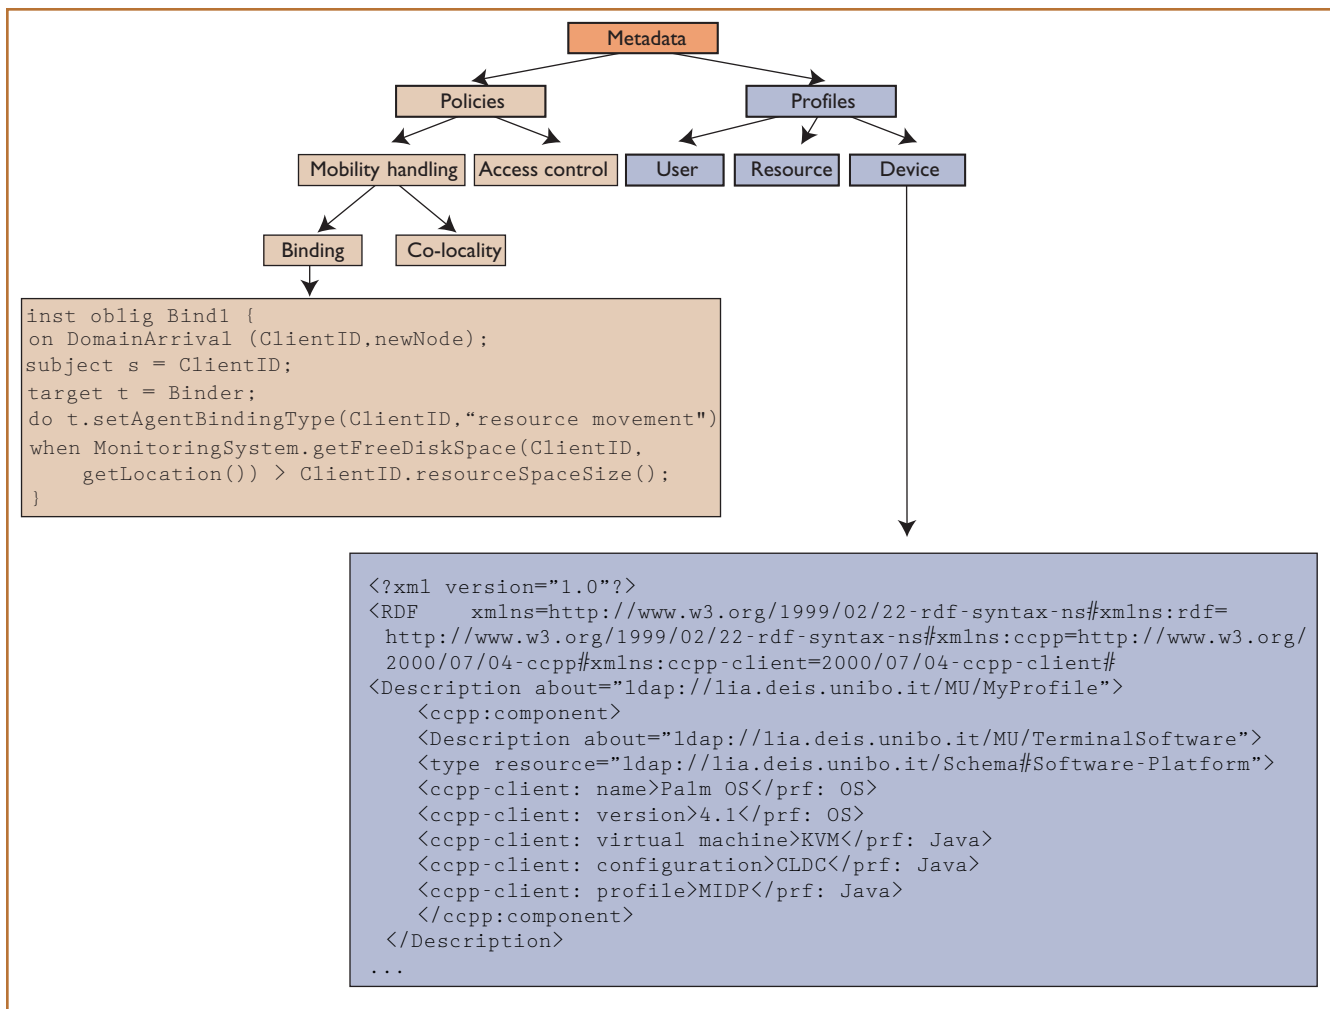 Metadata
Policies
Profiles
Mobility handling
Access control
User
Resource
Device
Binding
Co-locality
inst oblig Bind1 {
on DomainArrival (ClientID,newNode);
subject s = ClientID;
target t = Binder;
do t.setAgentBindingType(ClientID,“resource movement")
when MonitoringSystem.getFreeDiskSpace(ClientID,
getLocation()) > ClientID.resourceSpaceSize();
}
<?xml version="1.0”?>
<RDF xmlns=http://www.w3.org/1999/02/22-rdf-syntax-ns#xmlns:rdf=
http://www.w3.org/1999/02/22-rdf-syntax-ns#xmlns:ccpp=http://www.w3.org/
2000/07/04-ccpp#xmlns:ccpp-client=2000/07/04-ccpp-client#
<Description about=”ldap://lia.deis.unibo.it/MU/MyProfile”>
<ccpp:component>
<Description about=”ldap://lia.deis.unibo.it/MU/TerminalSoftware”>
<type resource=”ldap://lia.deis.unibo.it/Schema#Software-Platform”>
<ccpp-client: name>Palm OS</prf: OS>
<ccpp-client: version>4.1</prf: OS>
<ccpp-client: virtual machine>KVM</prf: Java>
<ccpp-client: configuration>CLDC</prf: Java>
<ccpp-client: profile>MIDP</prf: Java>
</ccpp:component>
</Description>
...